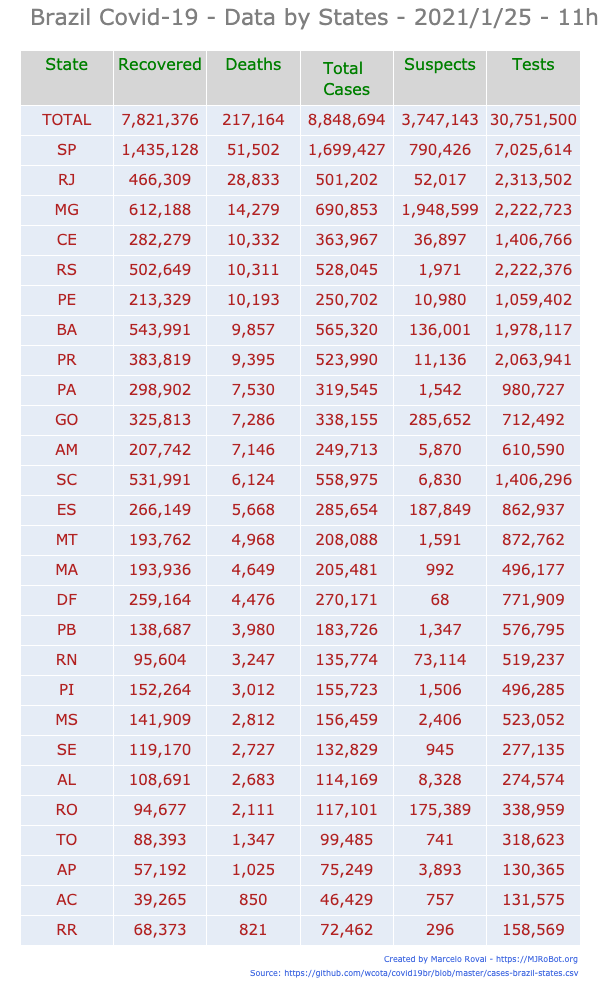 Brazil Covid-19 - Data by States - 2021/1/25 - 11h
State Recovered Deaths Total Cases Suspects Tests
TOTAL 7,821,376 217,164 8,848,694 3,747,143 30,751,500
SP 1,435,128 51,502 1,699,427 790,426 7,025,614
RJ 466,309 28,833 501,202 52,017 2,313,502
MG 612,188 14,279 690,853 1,948,599 2,222,723
CE 282,279 10,332 363,967 36,897 1,406,766
RS 502,649 10,311 528,045 1,971 2,222,376
PE 213,329 10,193 250,702 10,980 1,059,402
BA 543,991 9,857 565,320 136,001 1,978,117
PR 383,819 9,395 523,990 11,136 2,063,941
PA 298,902 7,530 319,545 1,542 980,727
GO 325,813 7,286 338,155 285,652 712,492
AM 207,742 7,146 249,713 5,870 610,590
SC 531,991 6,124 558,975 6,830 1,406,296
ES 266,149 5,668 285,654 187,849 862,937
MT 193,762 4,968 208,088 1,591 872,762
MA 193,936 4,649 205,481 992 496,177
DF 259,164 4,476 270,171 68 771,909
PB 138,687 3,980 183,726 1,347 576,795
RN 95,604 3,247 135,774 73,114 519,237
PI 152,264 3,012 155,723 1,506 496,285
MS 141,909 2,812 156,459 2,406 523,052
SE 119,170 2,727 132,829 945 277,135
AL 108,691 2,683 114,169 8,328 274,574
RO 94,677 2,111 117,101 175,389 338,959
TO 88,393 1,347 99,485 741 318,623
AP 57,192 1,025 75,249 3,893 130,365
AC 39,265 850 46,429 757 131,575
RR 68,373 821 72,462 296 158,569
Created by Marcelo Rovai - https://MJRoBot.org
Source: https://github.com/wcota/covid19br/blob/master/cases-brazil-states.csv